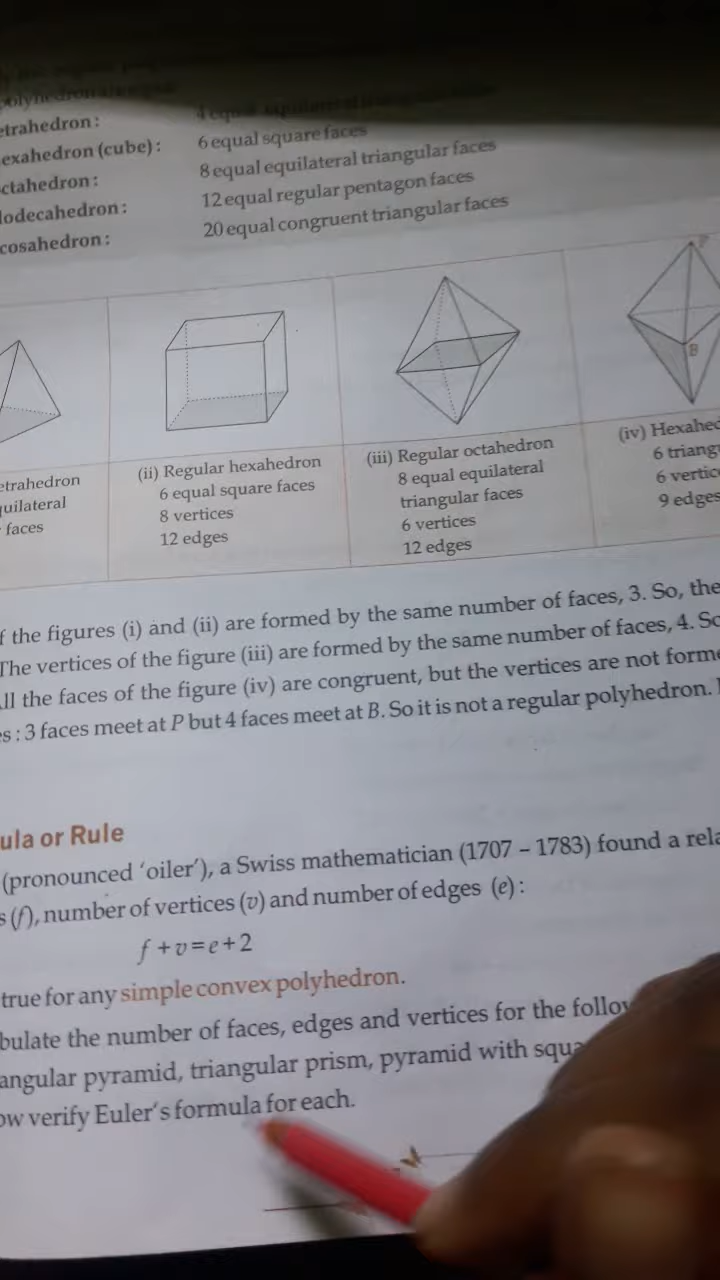 polyhedron
etrahedron :
exahedron (cube) : 6 equal square faces
ctahedron : 8 equal equilateral triangular faces
lodecahedron : 12 equal regular pentagon faces
cosahedron : 20 equal congruent triangular faces
P
B
etrahedron
uilateral
faces
(ii) Regular hexahedron
6 equal square faces
8 vertices
12 edges
(iii) Regular octahedron
8 equal equilateral
triangular faces
6 vertices
12 edges
(iv) Hexahed
6 triang
6 vertic
9 edges
f the figures (i) and (ii) are formed by the same number of faces, 3. So, the
The vertices of the figure (iii) are formed by the same number of faces, 4. So
ll the faces of the figure (iv) are congruent, but the vertices are not forme
s : 3 faces meet at P but 4 faces meet at B. So it is not a regular polyhedron.
ula or Rule
(pronounced 'oiler'), a Swiss mathematician (1707 – 1783) found a rela
s (f), number of vertices (v) and number of edges (e) :
f + v = e + 2
true for any simple convex polyhedron.
bulate the number of faces, edges and vertices for the follow
angular pyramid, triangular prism, pyramid with squa
ow verify Euler's formula for each.